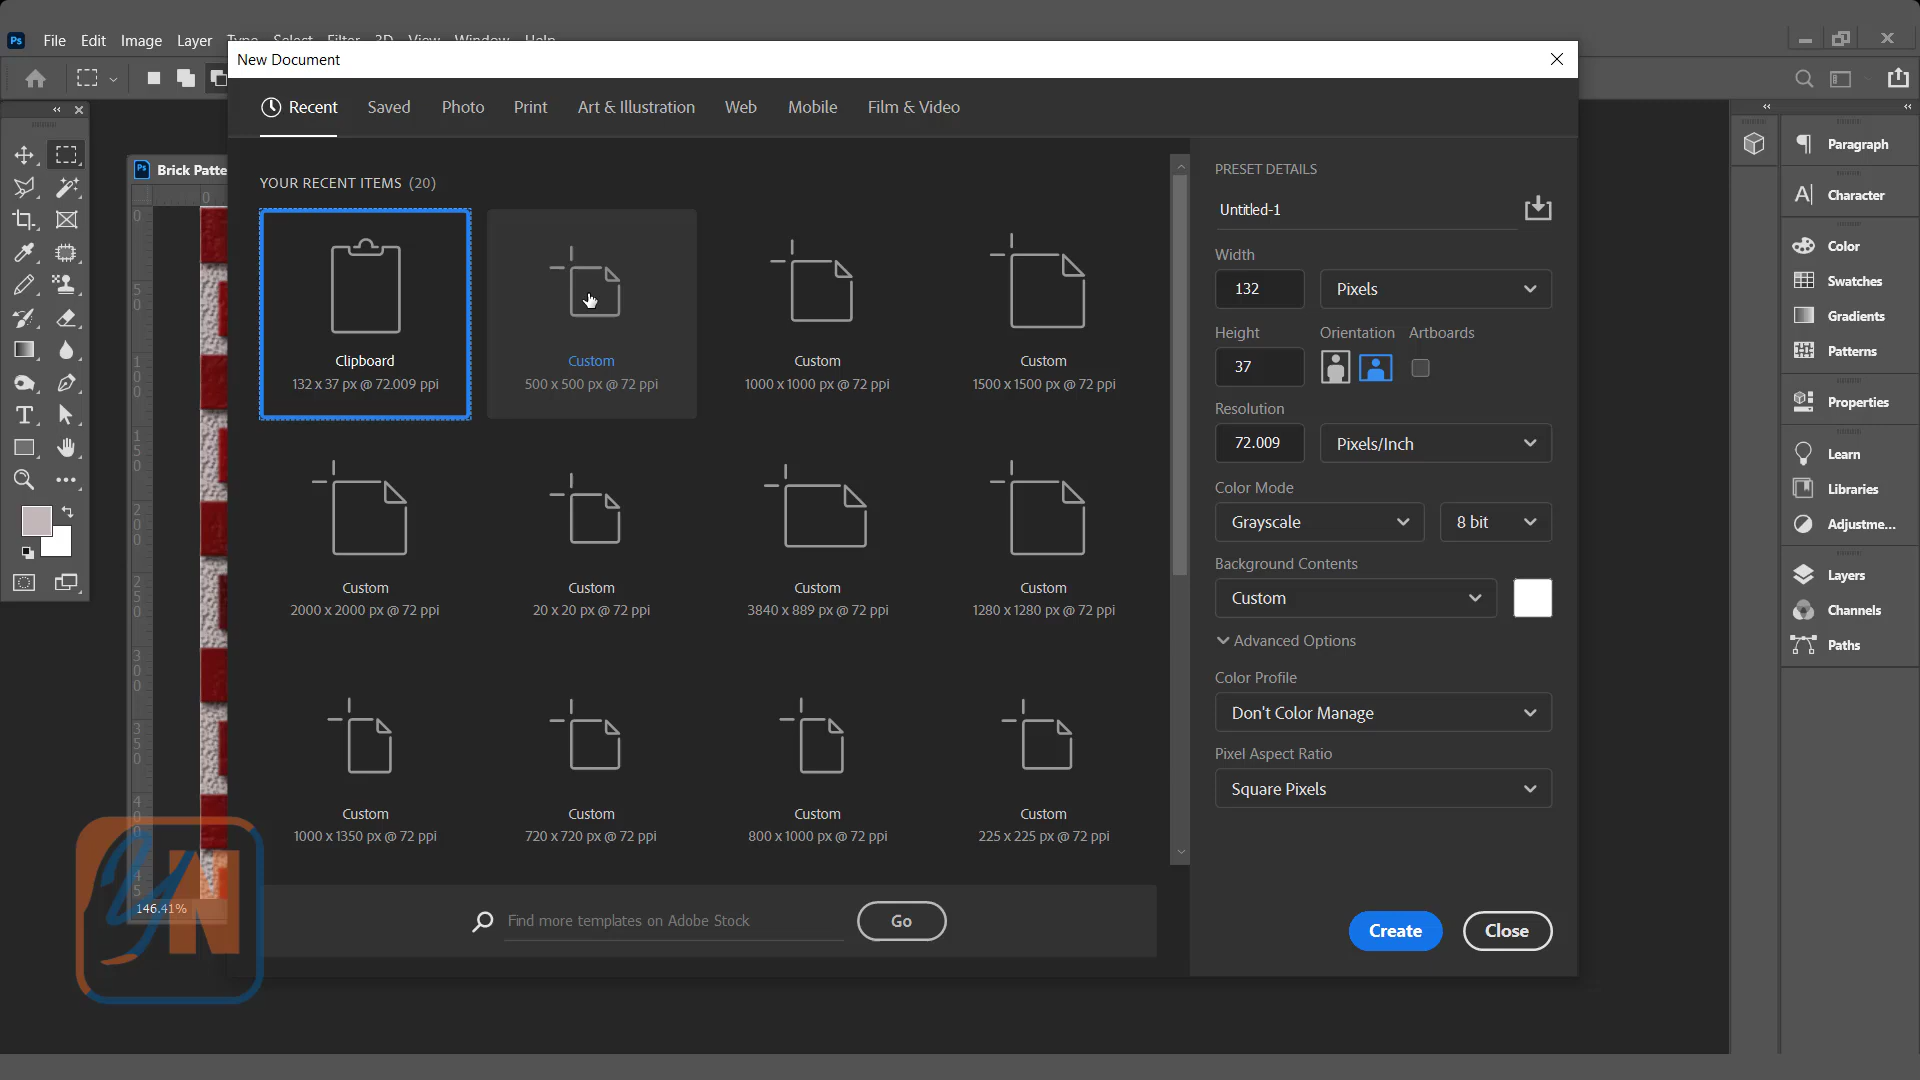 Ps File Edit Image Layer Type Select Filter 3D View Window Help
New Document
Recent Saved Photo Print Art & Illustration Web Mobile Film & Video
Ps Brick Patte
YOUR RECENT ITEMS (20)
Clipboard
132 x 37 px @ 72.009 ppi
Custom
500 x 500 px @ 72 ppi
Custom
1000 x 1000 px @ 72 ppi
Custom
1500 x 1500 px @ 72 ppi
Custom
2000 x 2000 px @ 72 ppi
Custom
20 x 20 px @ 72 ppi
Custom
3840 x 889 px @ 72 ppi
Custom
1280 x 1280 px @ 72 ppi
Custom
1000 x 1350 px @ 72 ppi
Custom
720 x 720 px @ 72 ppi
Custom
800 x 1000 px @ 72 ppi
Custom
225 x 225 px @ 72 ppi
Find more templates on Adobe Stock
Go
146.41%
YN
PRESET DETAILS
Untitled-1
Width
132 Pixels
Height Orientation Artboards
37
Resolution
72.009 Pixels/Inch
Color Mode
Grayscale 8 bit
Background Contents
Custom
Advanced Options
Color Profile
Don't Color Manage
Pixel Aspect Ratio
Square Pixels
Create Close
Paragraph
Character
Color
Swatches
Gradients
Patterns
Properties
Learn
Libraries
Adjustme...
Layers
Channels
Paths